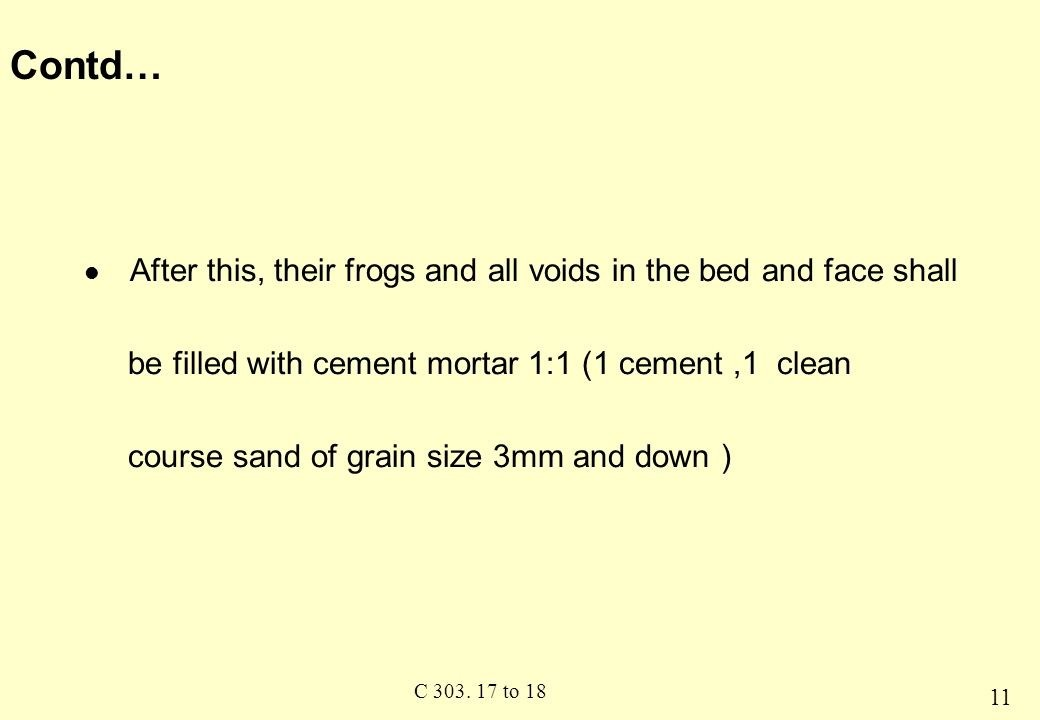 Contd…
● After this, their frogs and all voids in the bed and face shall
be filled with cement mortar 1:1 (1 cement ,1  clean
course sand of grain size 3mm and down )
C 303. 17 to 18
11